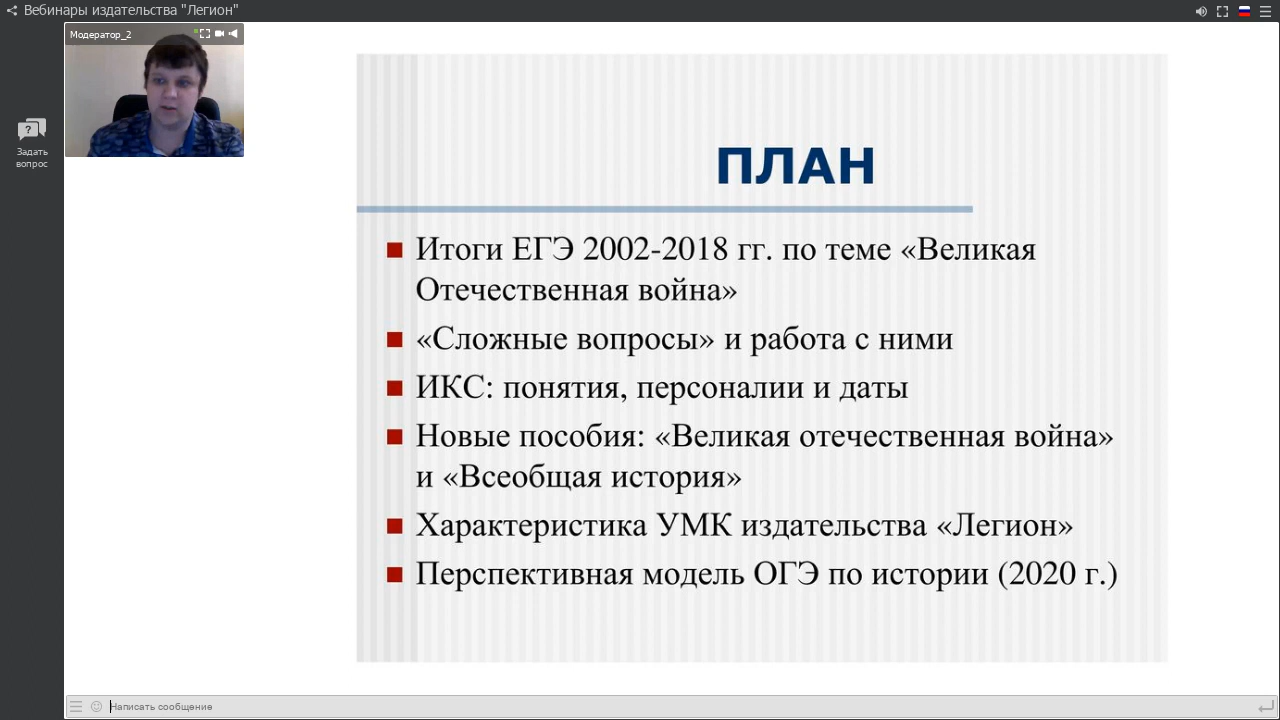 Вебинары издательства "Легион"
Модератор_2
Задать
вопрос
ПЛАН
Итоги ЕГЭ 2002-2018 гг. по теме «Великая
Отечественная война»
«Сложные вопросы» и работа с ними
ИКС: понятия, персоналии и даты
Новые пособия: «Великая отечественная война»
и «Всеобщая история»
Характеристика УМК издательства «Легион»
Перспективная модель ОГЭ по истории (2020 г.)
Написать сообщение